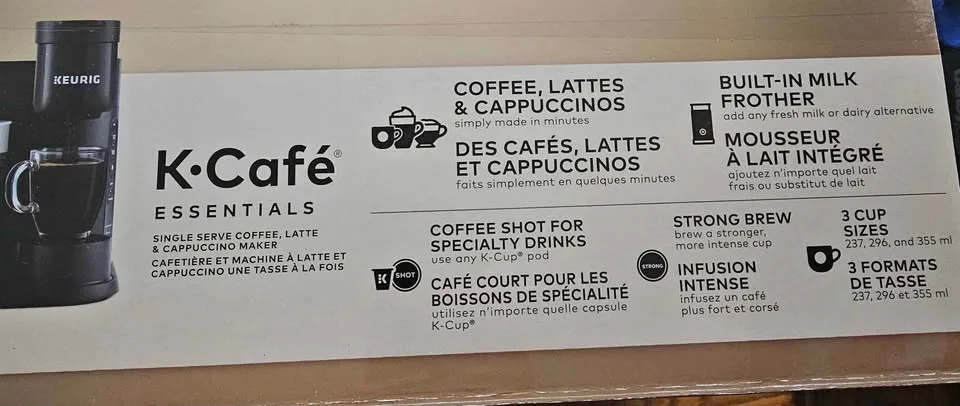 KEURIG
K•Café®
ESSENTIALS
SINGLE SERVE COFFEE, LATTE
& CAPPUCCINO MAKER
CAFETIÈRE ET MACHINE À LATTE ET
CAPPUCCINO UNE TASSE À LA FOIS
COFFEE, LATTES
& CAPPUCCINOS
simply made in minutes
DES CAFÉS, LATTES
ET CAPPUCCINOS
faits simplement en quelques minutes
BUILT-IN MILK
FROTHER
add any fresh milk or dairy alternative
MOUSSEUR
À LAIT INTÉGRÉ
ajoutez n'importe quel lait
frais ou substitut de lait
K
SHOT
COFFEE SHOT FOR
SPECIALTY DRINKS
use any K-Cup® pod
CAFÉ COURT POUR LES
BOISSONS DE SPÉCIALITÉ
utilisez n'importe quelle capsule
K-Cup®
STRONG
STRONG BREW
brew a stronger,
more intense cup
INFUSION
INTENSE
infusez un café
plus fort et corsé
3 CUP
SIZES
237, 296, and 355 ml
3 FORMATS
DE TASSE
237, 296 et 355 ml